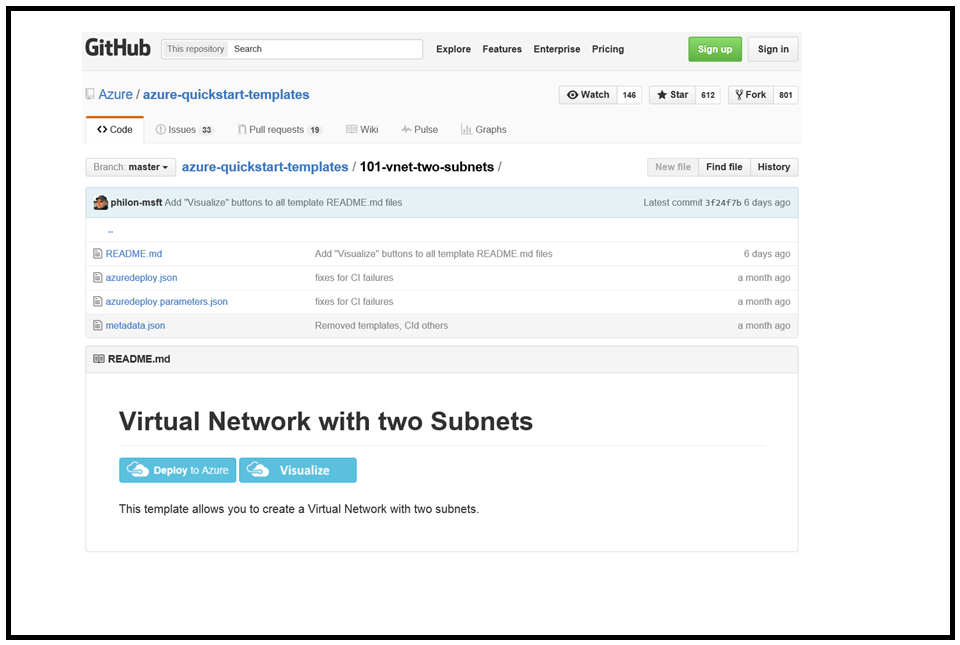 GitHub This repository Search Explore Features Enterprise Pricing Sign up Sign in
Azure / azure-quickstart-templates Watch 146 Star 612 Fork 801
Code Issues 33 Pull requests 19 Wiki Pulse Graphs
Branch: master azure-quickstart-templates / 101-vnet-two-subnets / New file Find file History
philon-msft Add "Visualize" buttons to all template README.md files Latest commit 3f24f7b 6 days ago
..
README.md Add "Visualize" buttons to all template README.md files 6 days ago
azuredeploy.json fixes for CI failures a month ago
azuredeploy.parameters.json fixes for CI failures a month ago
metadata.json Removed templates, CId others a month ago
README.md
Virtual Network with two Subnets
Deploy to Azure Visualize
This template allows you to create a Virtual Network with two subnets.